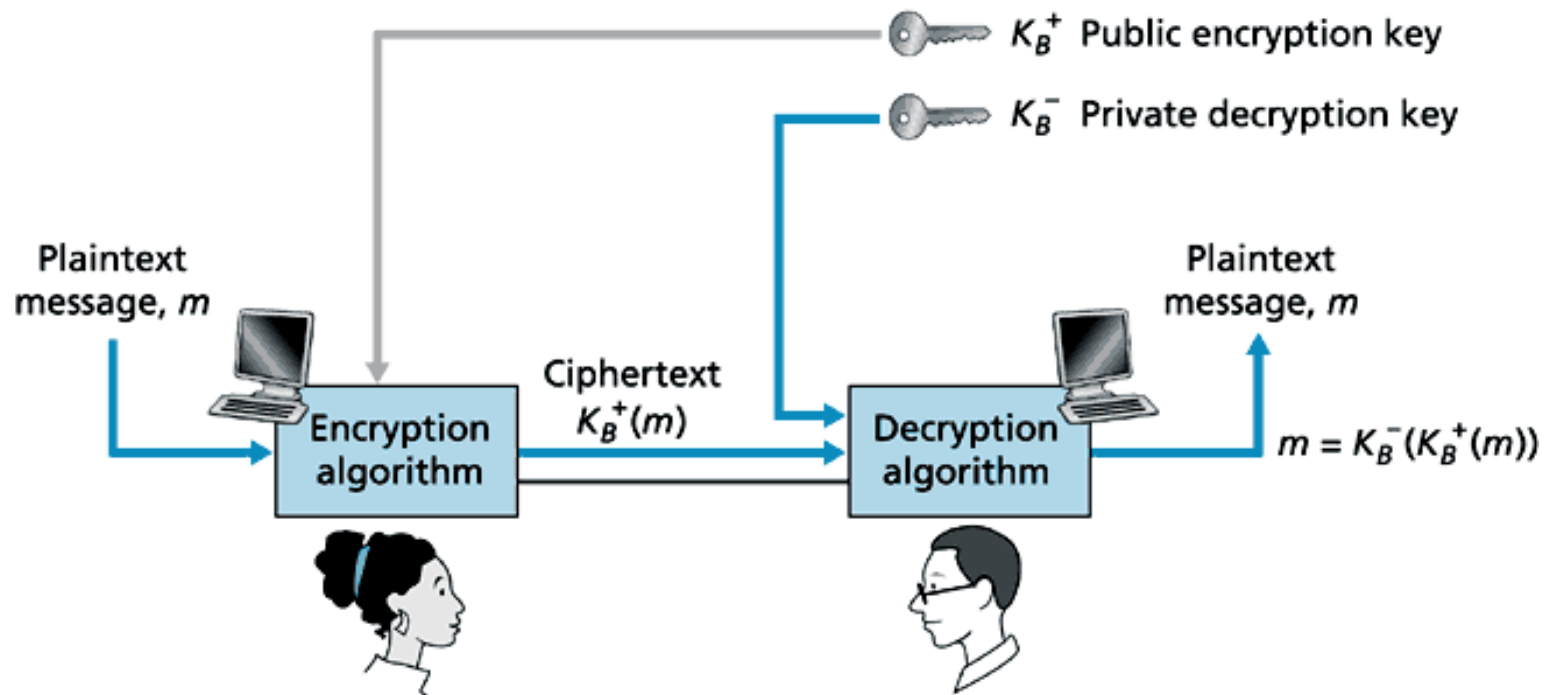 K_B^+ Public encryption key
K_B^- Private decryption key
Plaintext
message, m
Plaintext
message, m
Ciphertext
K_B^+(m)
Encryption
algorithm
Decryption
algorithm
m = K_B^-(K_B^+(m))